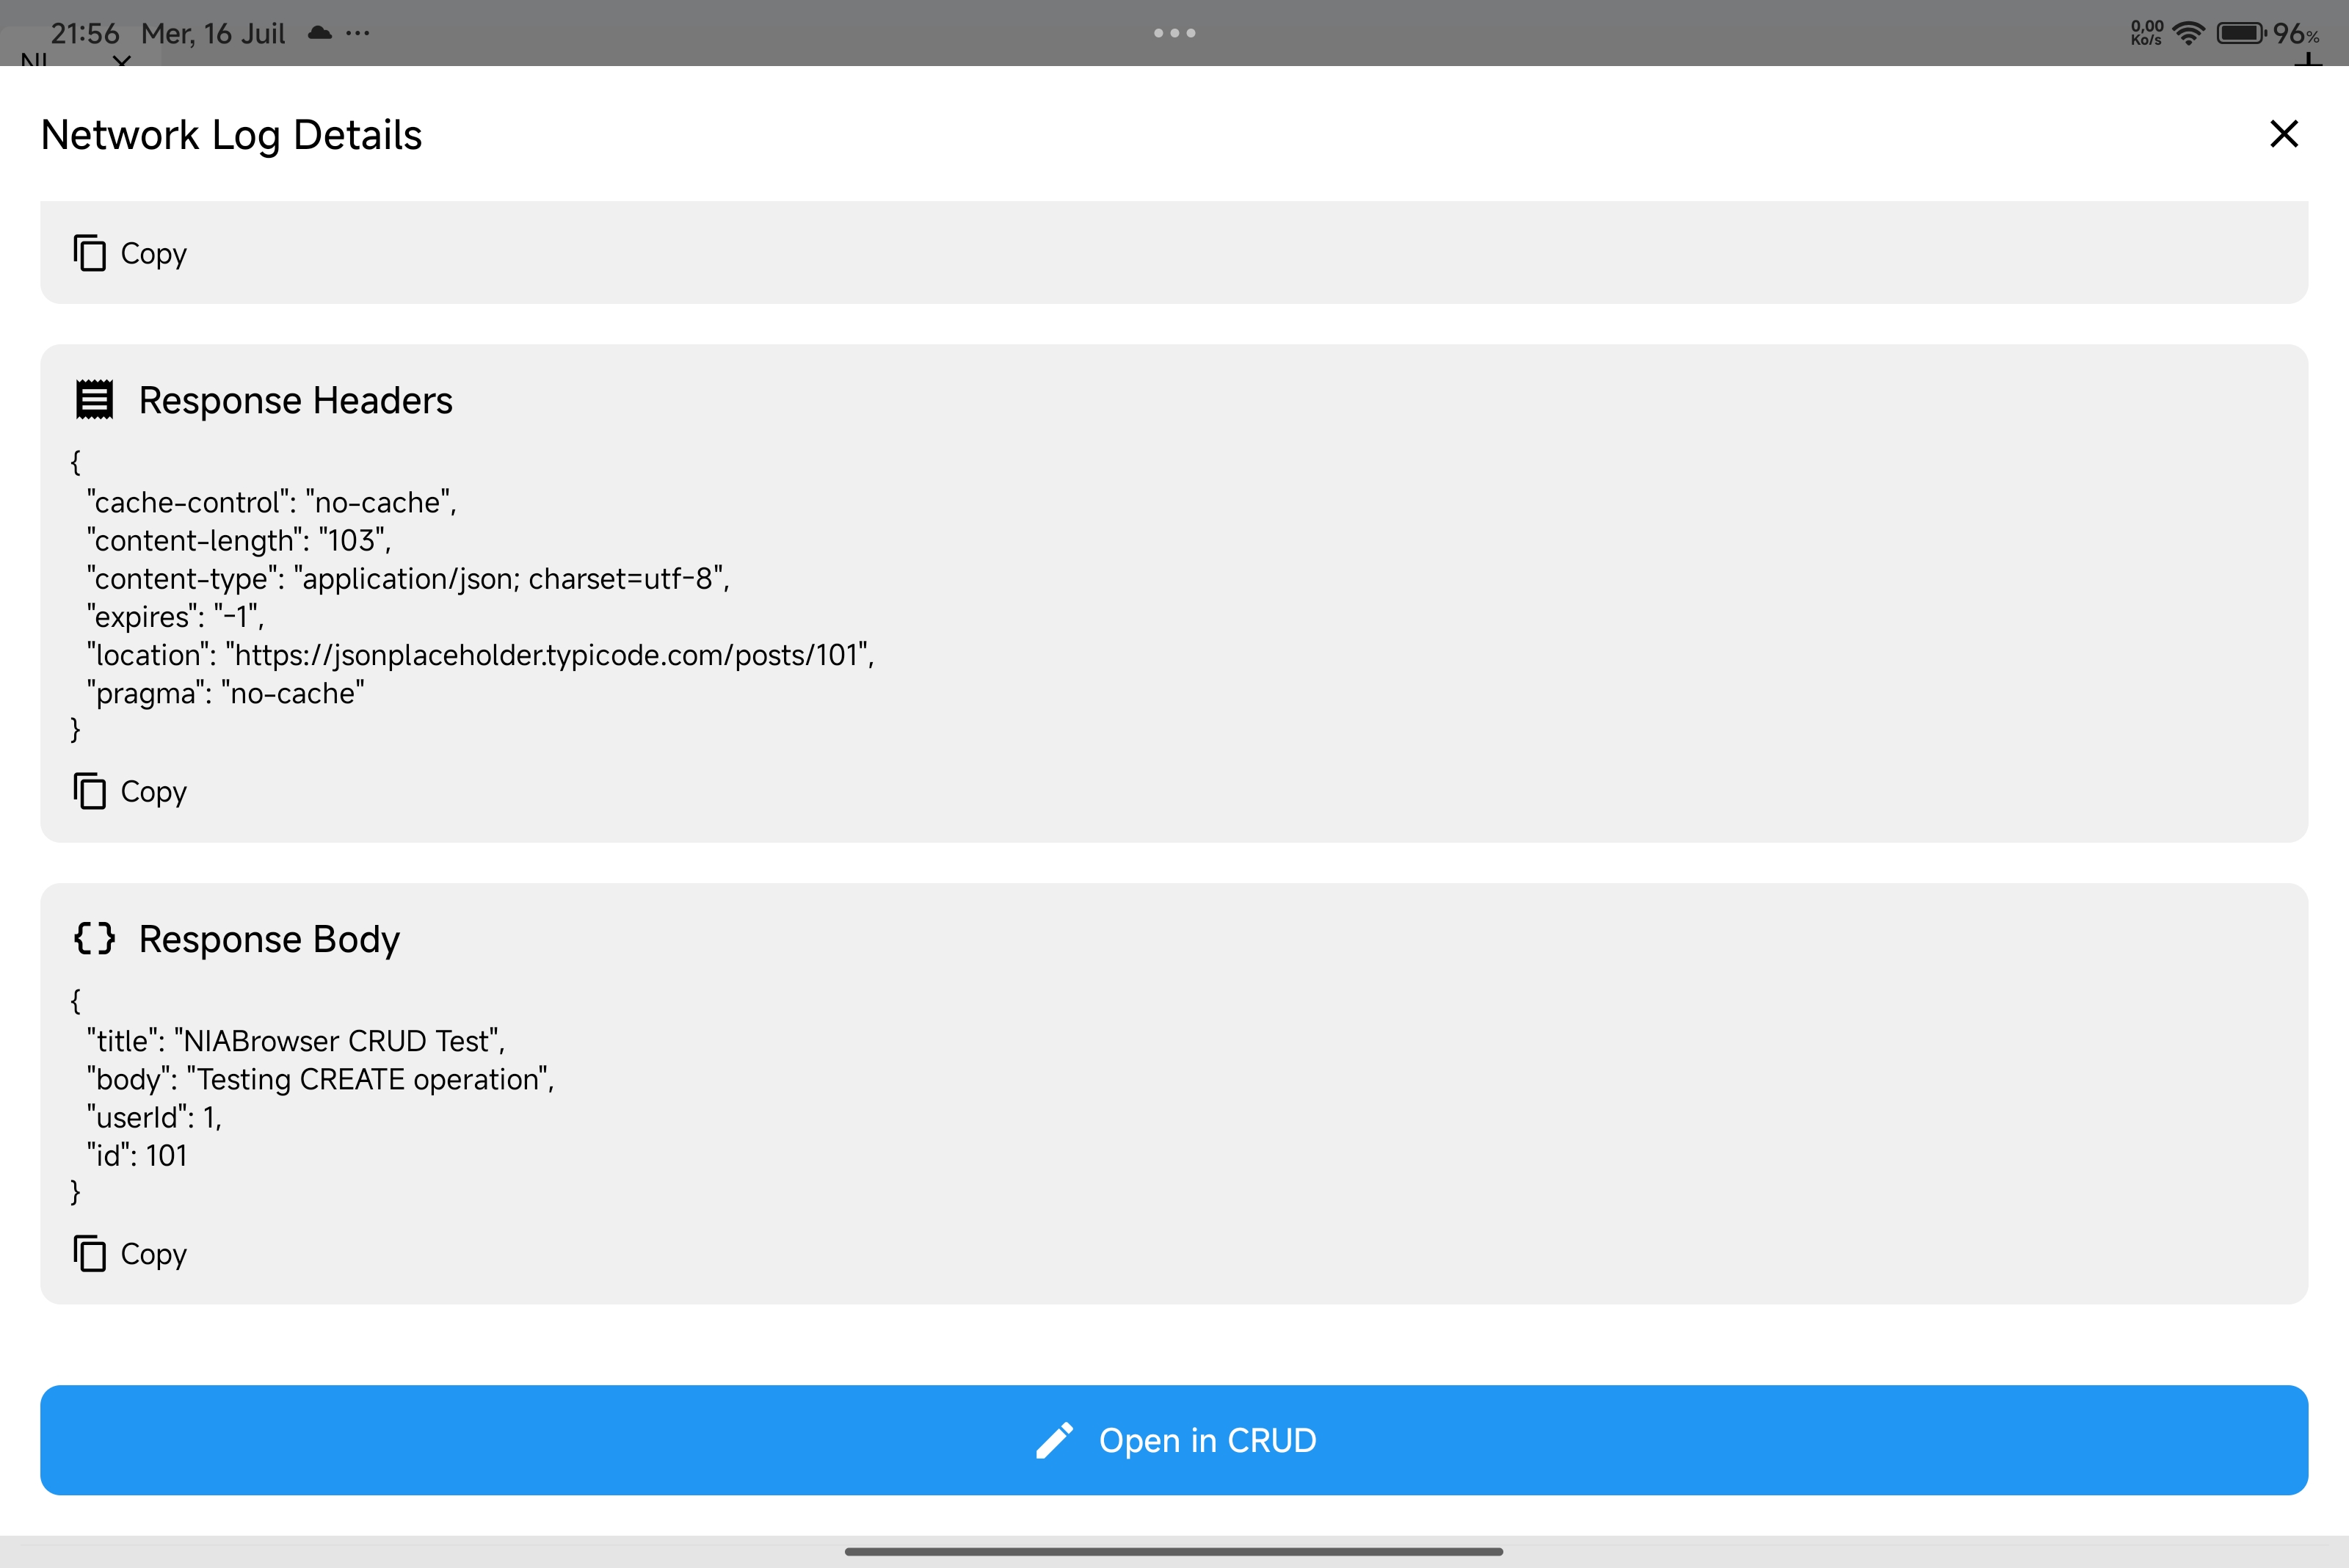 21:56 Mer, 16 Juil ...
0,00
Ko/s
96%
Network Log Details
Copy
Response Headers
{
"cache-control": "no-cache",
"content-length": "103",
"content-type": "application/json; charset=utf-8",
"expires": "-1",
"location": "https://jsonplaceholder.typicode.com/posts/101",
"pragma": "no-cache"
}
Copy
{ } Response Body
{
"title": "NIABrowser CRUD Test",
"body": "Testing CREATE operation",
"userId": 1,
"id": 101
}
Copy
Open in CRUD